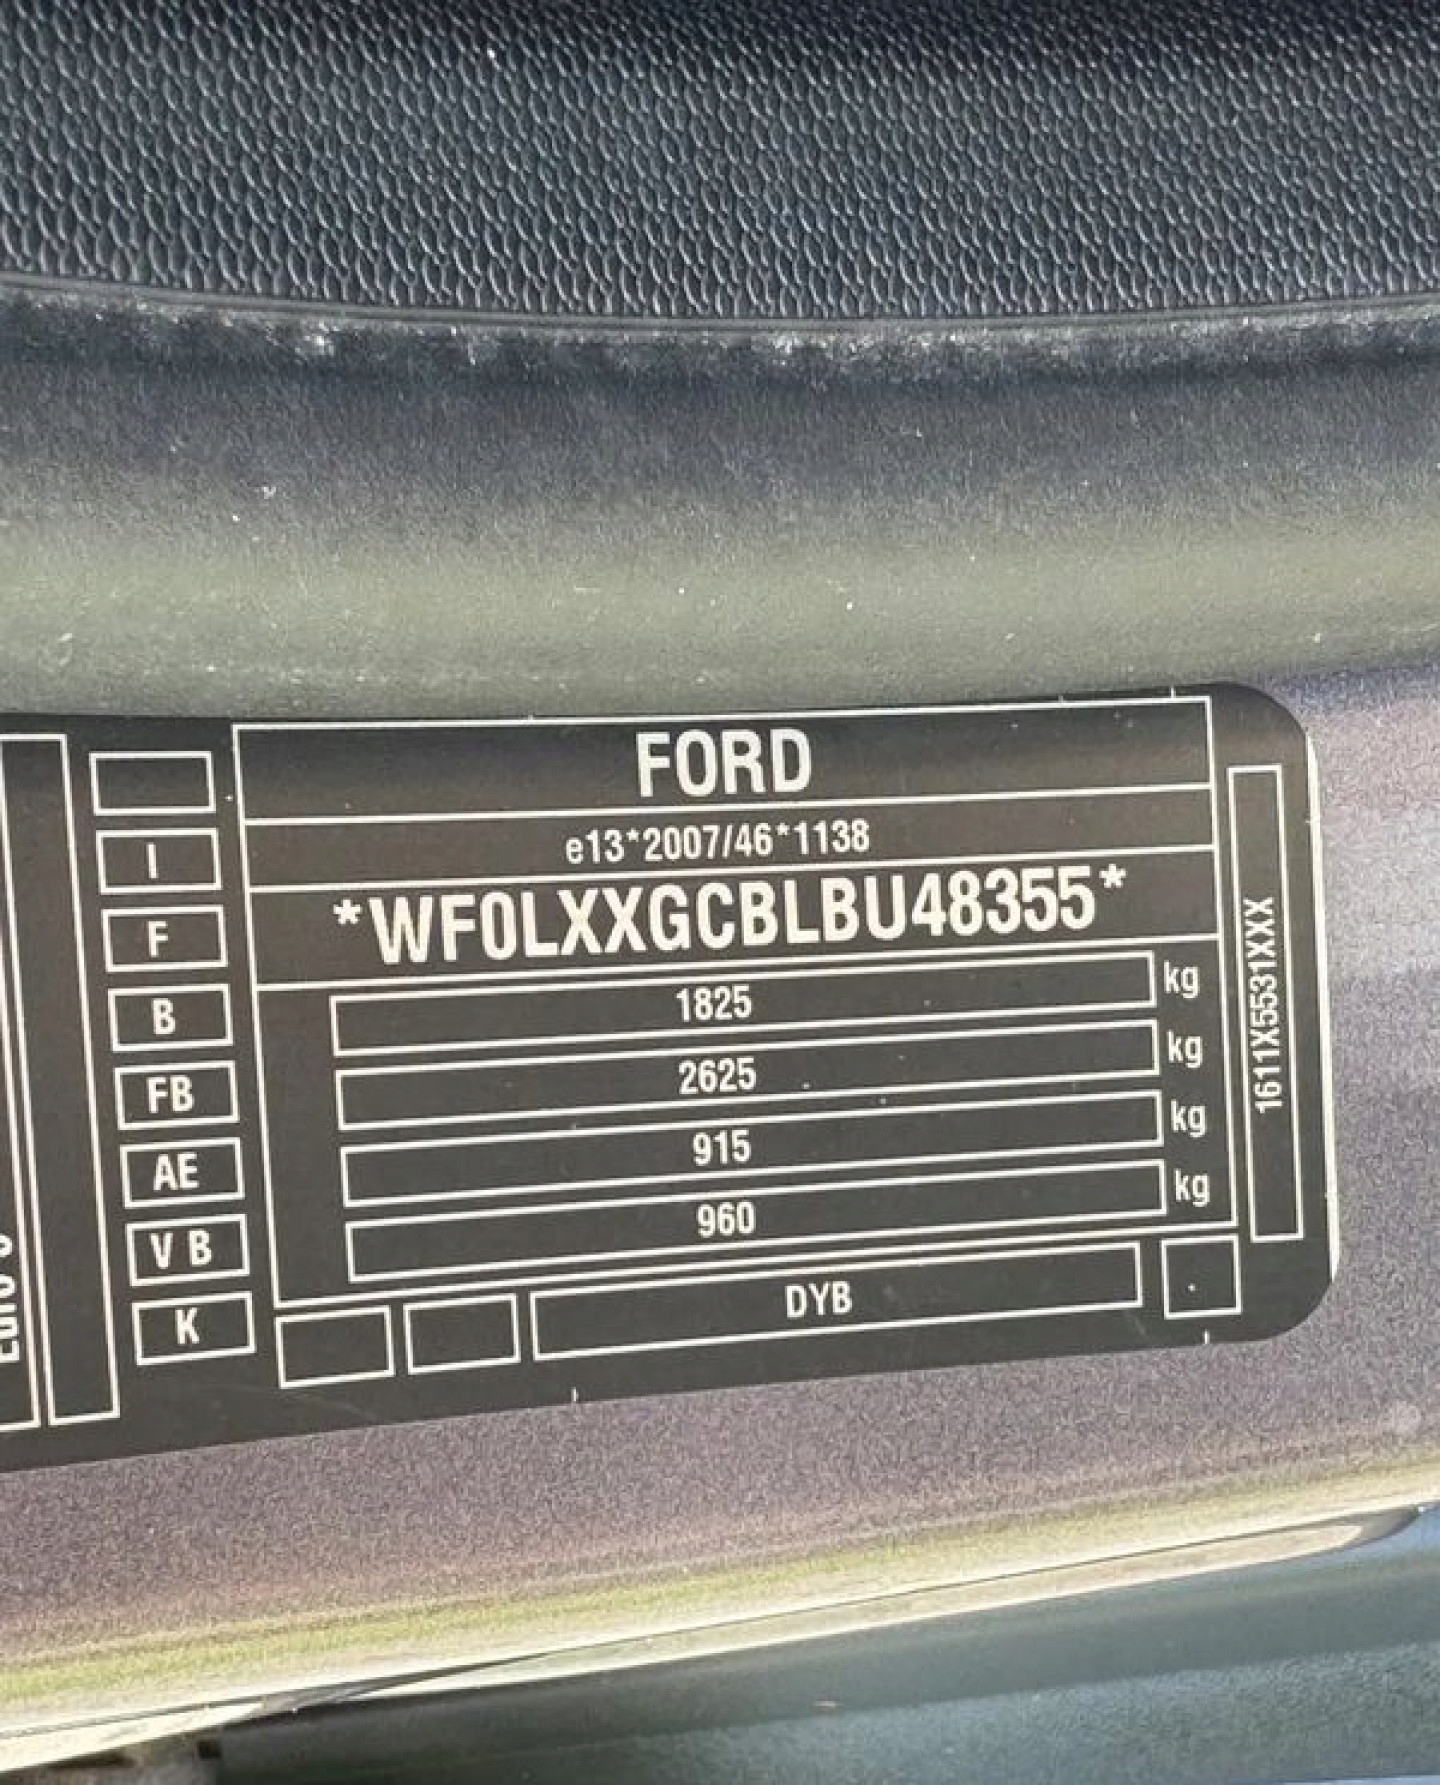 FORD
e13*2007/46*1138
*WF0LXXGCBLBU48355*
I
F
B
FB
AE
V B
K
1825 kg
2625 kg
915 kg
960 kg
DYB
1611X5531XXX